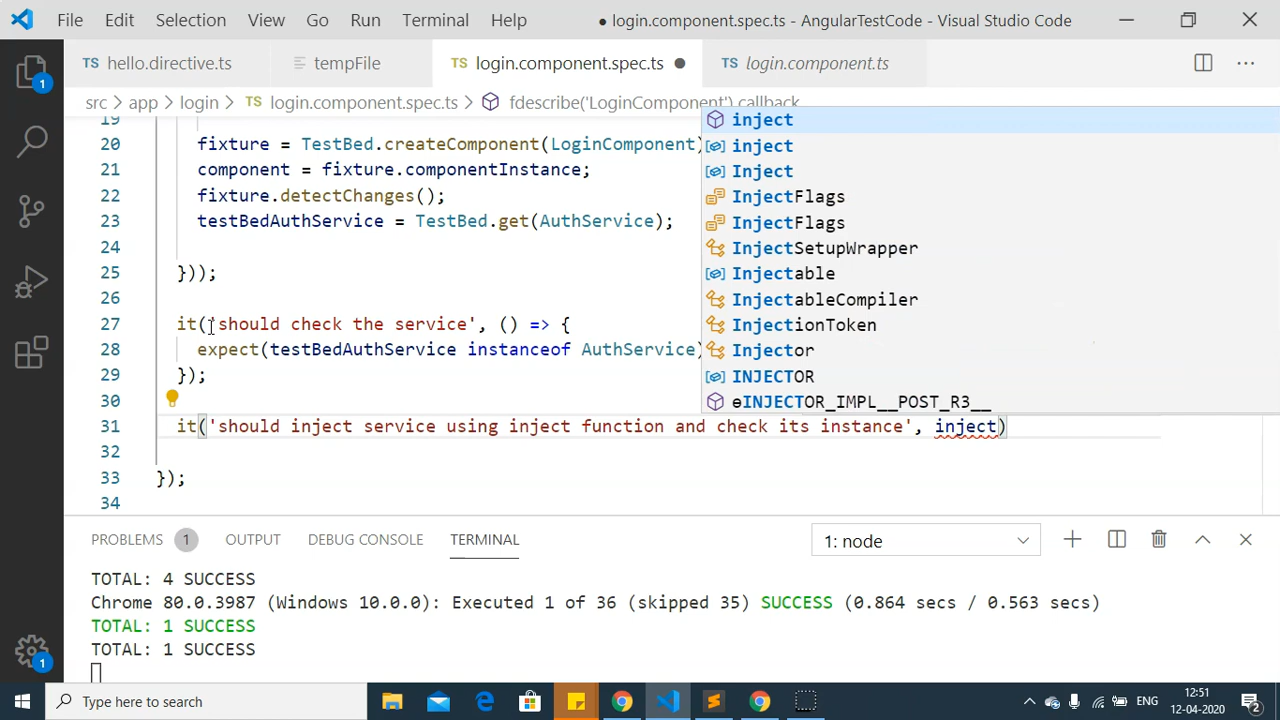 File Edit Selection View Go Run Terminal Help ● login.component.spec.ts - AngularTestCode - Visual Studio Code
TS hello.directive.ts tempFile TS login.component.spec.ts ● TS login.component.ts ...
src > app > login > TS login.component.spec.ts > fdescribe('LoginComponent') callback
19
20 fixture = TestBed.createComponent(LoginComponent)
21 component = fixture.componentInstance;
22 fixture.detectChanges();
23 testBedAuthService = TestBed.get(AuthService);
24
25 }));
26
27 it('should check the service', () => {
28 expect(testBedAuthService instanceof AuthService)
29 });
30
31 it('should inject service using inject function and check its instance', inject)
32
33 });
34
inject
inject
Inject
InjectFlags
InjectFlags
InjectSetupWrapper
Injectable
InjectableCompiler
InjectionToken
Injector
INJECTOR
ɵINJECTOR_IMPL__POST_R3__
1
1
PROBLEMS 1 OUTPUT DEBUG CONSOLE TERMINAL 1: node
TOTAL: 4 SUCCESS
Chrome 80.0.3987 (Windows 10.0.0): Executed 1 of 36 (skipped 35) SUCCESS (0.864 secs / 0.563 secs)
TOTAL: 1 SUCCESS
TOTAL: 1 SUCCESS
Type here to search
ENG
12:51
12-04-2020
2